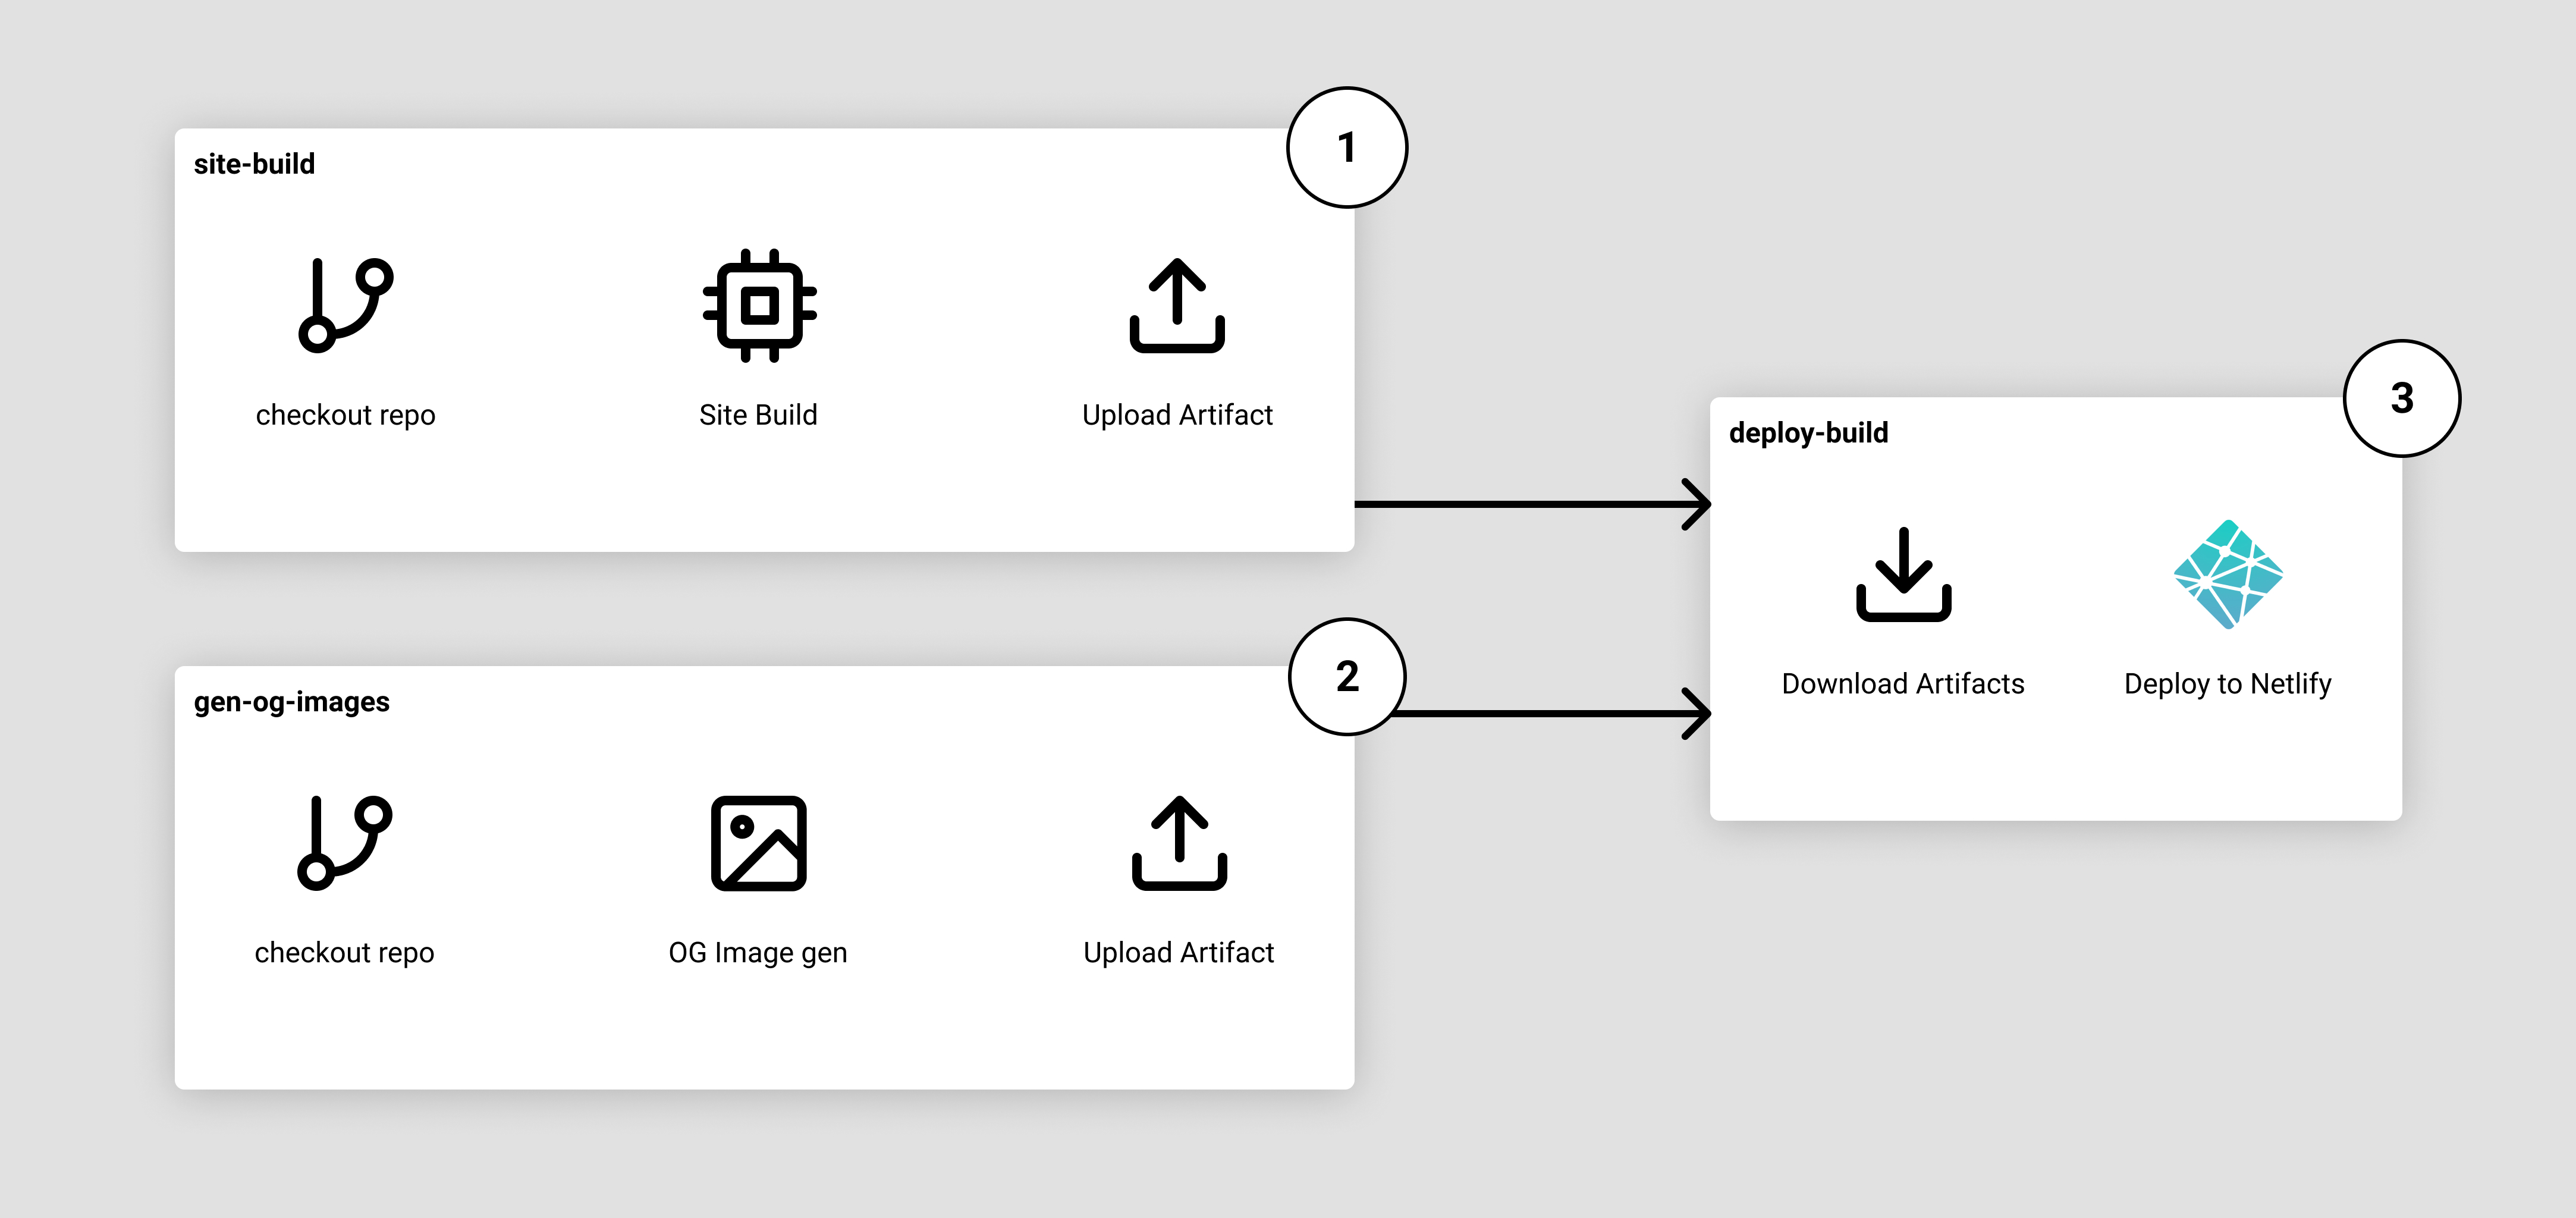 1
site-build
checkout repo
Site Build
Upload Artifact
2
gen-og-images
checkout repo
OG Image gen
Upload Artifact
3
deploy-build
Download Artifacts
Deploy to Netlify